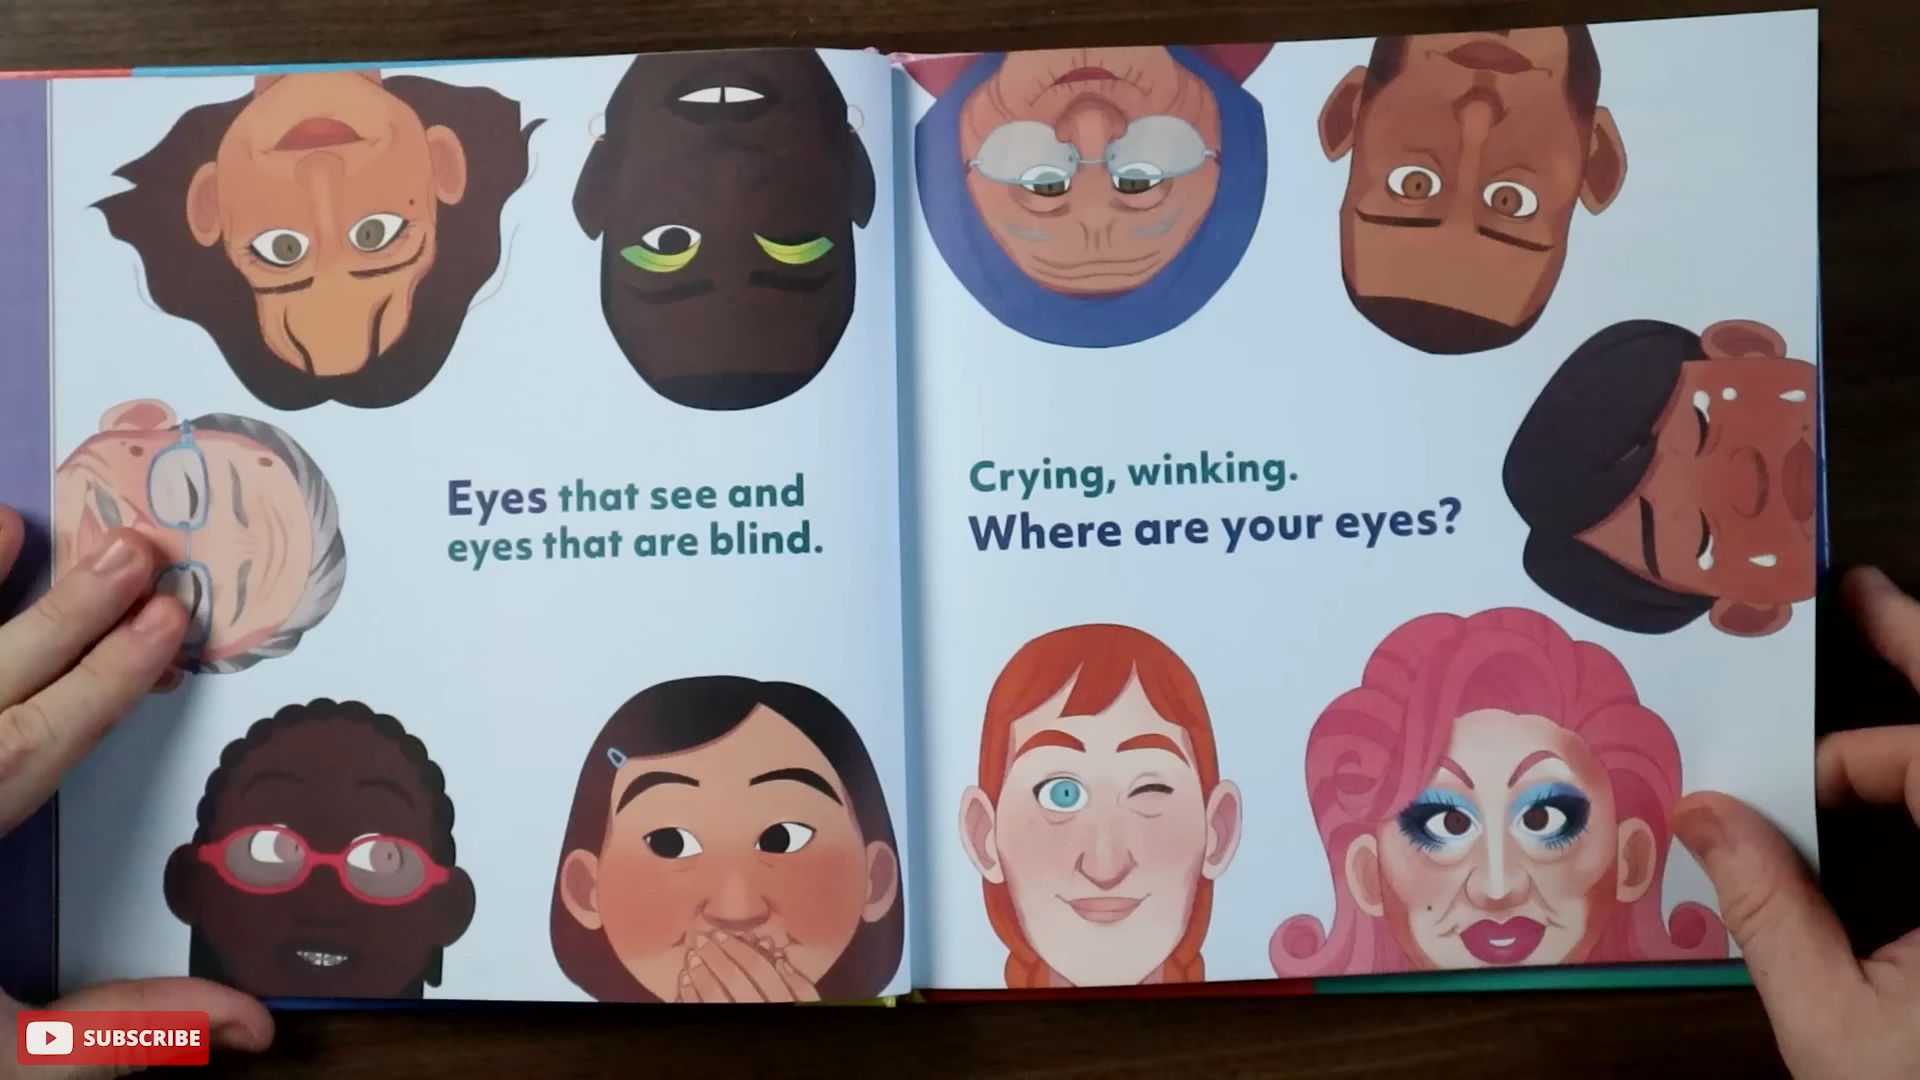 Eyes that see and
eyes that are blind.
Crying, winking.
Where are your eyes?
SUBSCRIBE